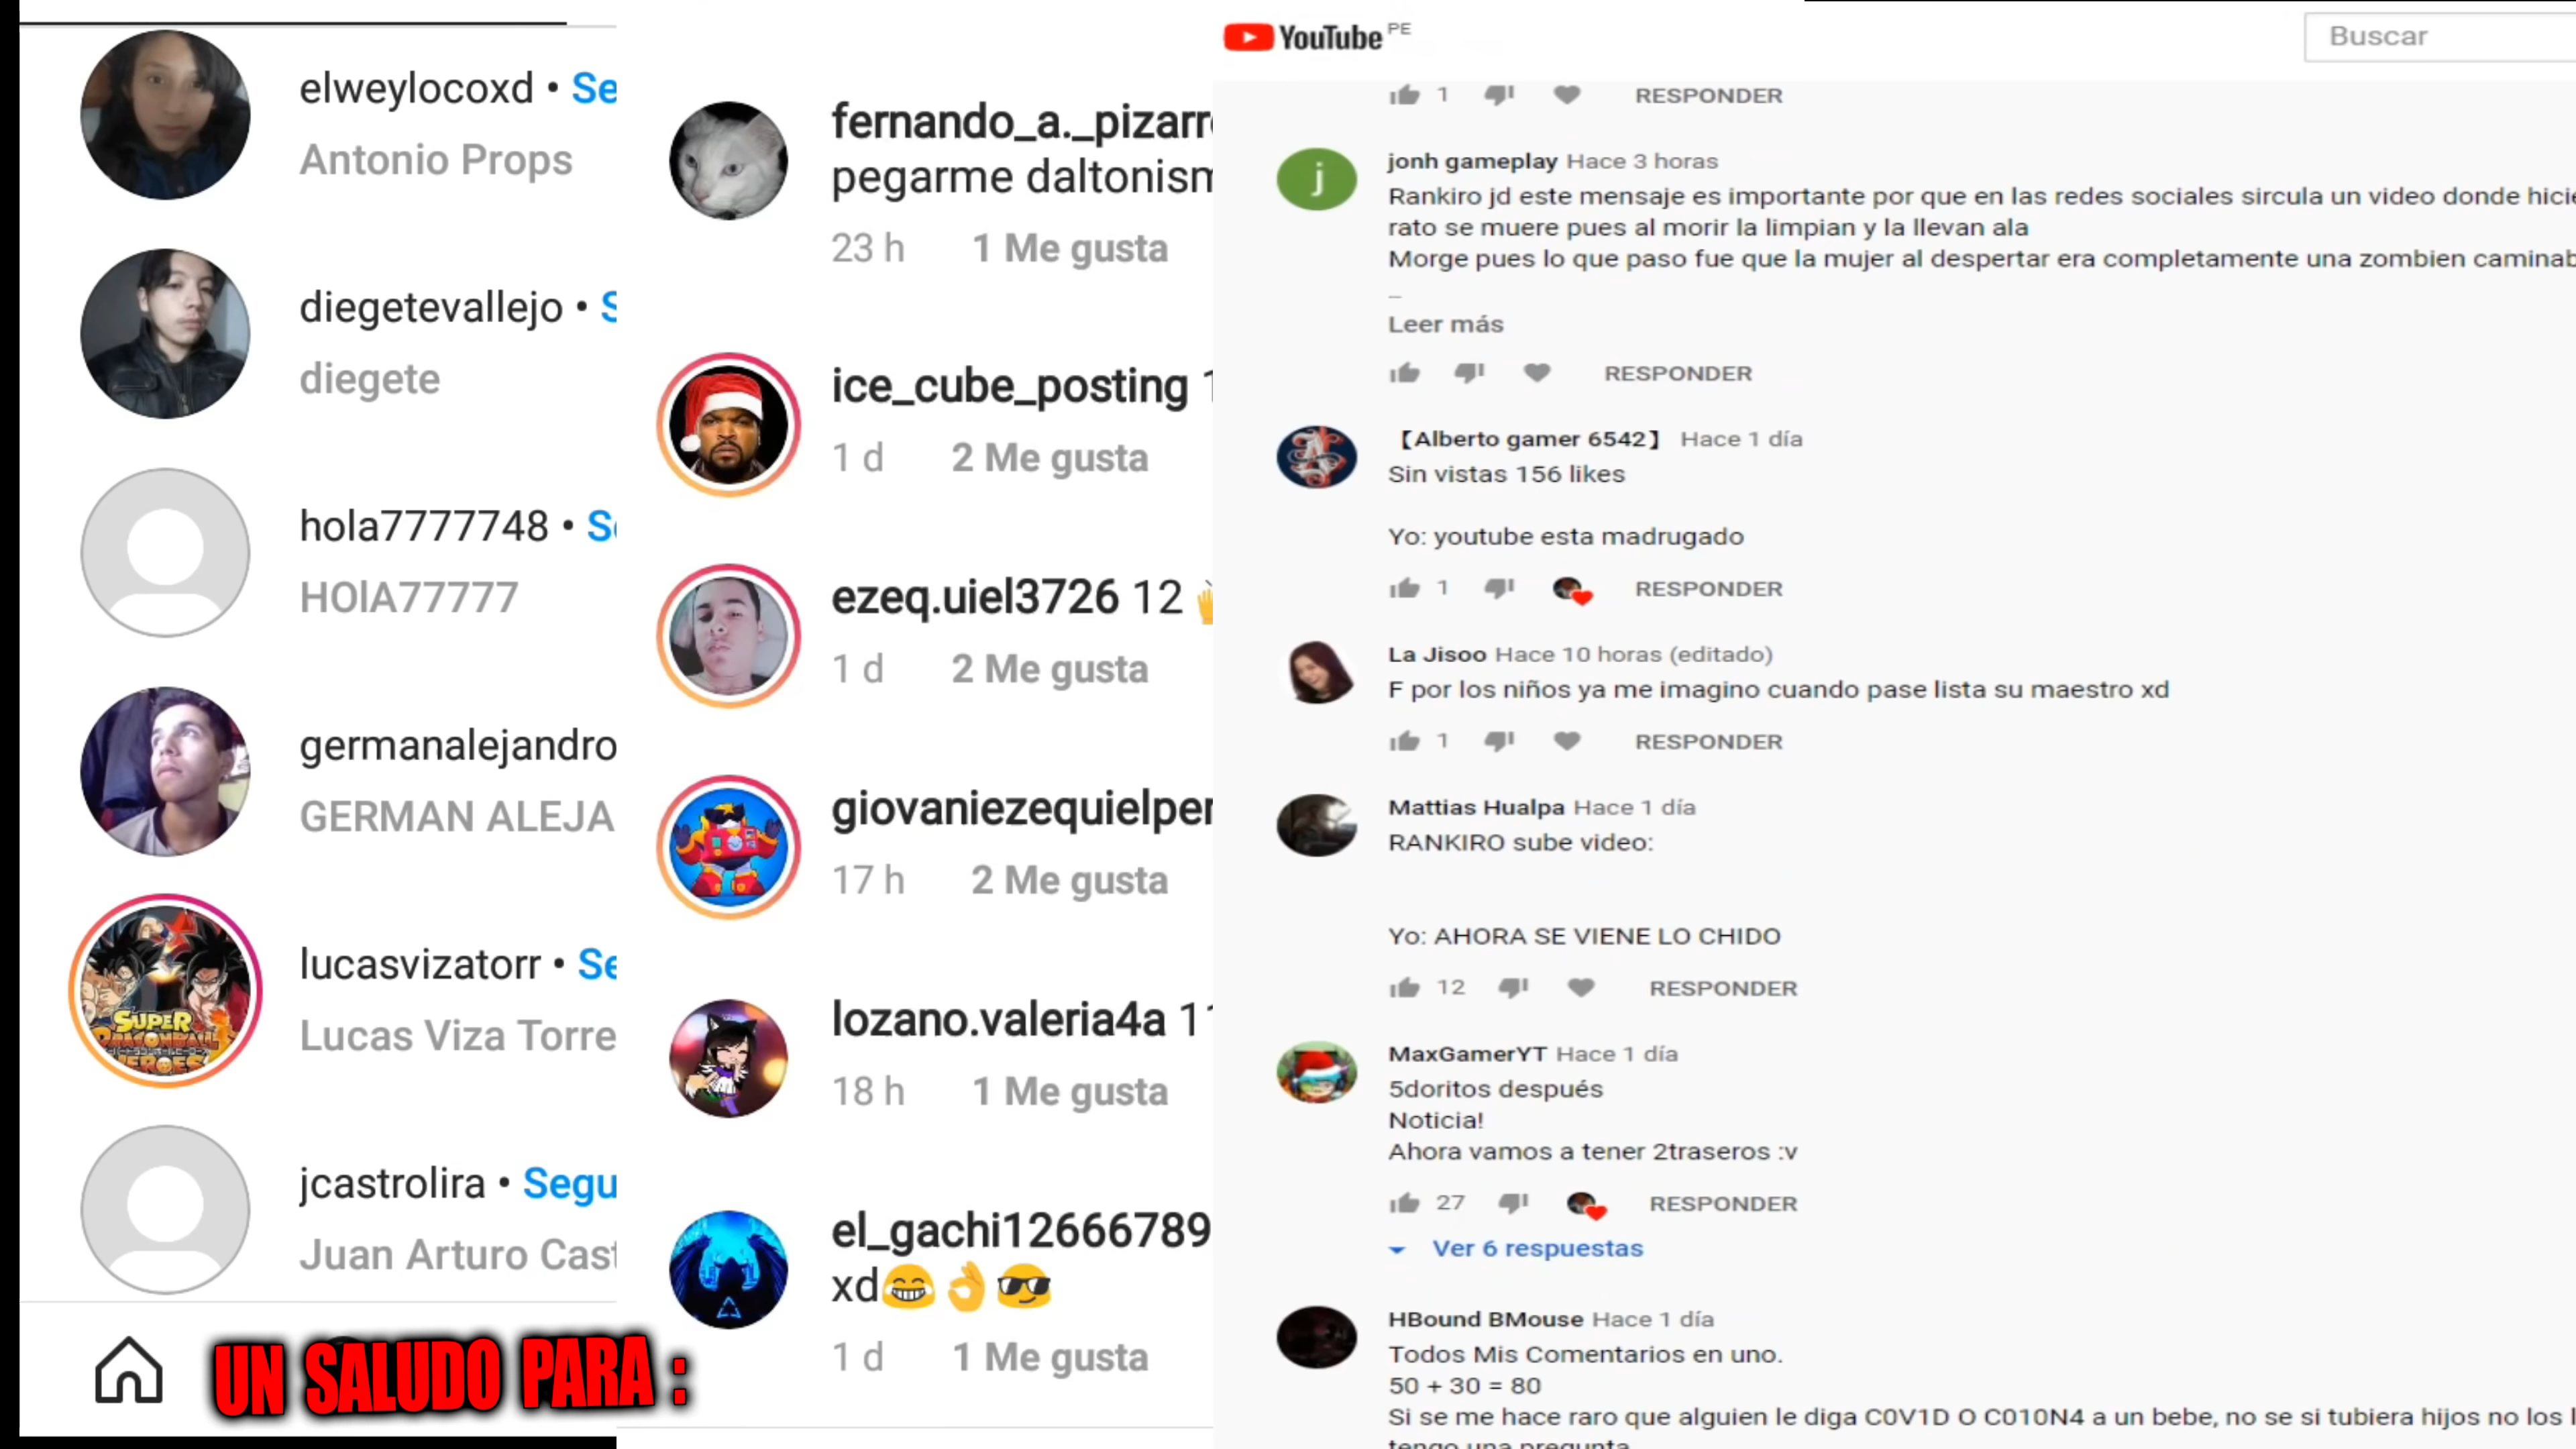 elweylocoxd • Se
Antonio Props
diegetevallejo • S
diegete
hola7777748 • Se
HOlA77777
germanalejandro
GERMAN ALEJA
SUPER
DRAGONBALL
HEROES
lucasvizatorr • Se
Lucas Viza Torre
jcastrolira • Segu
Juan Arturo Cast
UN SALUDO PARA :
fernando_a._pizarr
pegarme daltonism
23 h 1 Me gusta
ice_cube_posting 1
1 d 2 Me gusta
ezeq.uiel3726 12
1 d 2 Me gusta
giovaniezequielper
17 h 2 Me gusta
lozano.valeria4a 11
18 h 1 Me gusta
el_gachi12666789
xd😂👌😎
1 d 1 Me gusta
YouTube PE
Buscar
1 RESPONDER
j
jonh gameplay Hace 3 horas
Rankiro jd este mensaje es importante por que en las redes sociales sircula un video donde hicie
rato se muere pues al morir la limpian y la llevan ala
Morge pues lo que paso fue que la mujer al despertar era completamente una zombien caminab
_
Leer más
RESPONDER
【Alberto gamer 6542】 Hace 1 día
Sin vistas 156 likes
Yo: youtube esta madrugado
1 RESPONDER
La Jisoo Hace 10 horas (editado)
F por los niños ya me imagino cuando pase lista su maestro xd
1 RESPONDER
Mattias Hualpa Hace 1 día
RANKIRO sube video:
Yo: AHORA SE VIENE LO CHIDO
12 RESPONDER
MaxGamerYT Hace 1 día
5doritos después
Noticia!
Ahora vamos a tener 2traseros :v
27 RESPONDER
Ver 6 respuestas
HBound BMouse Hace 1 día
Todos Mis Comentarios en uno.
50 + 30 = 80
Si se me hace raro que alguien le diga C0V1D O C010N4 a un bebe, no se si tubiera hijos no los l
tengo una pregunta